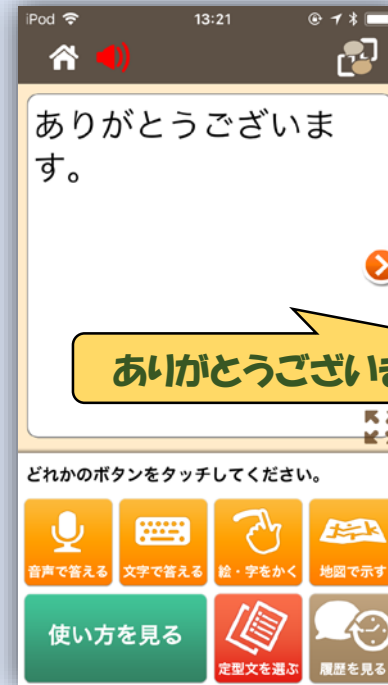 iPod 13:21
ありがとうございま
す。
ありがとうございま
どれかのボタンをタッチしてください。
音声で答える 文字で答える 絵・字をかく 地図で示す
使い方を見る 定型文を選ぶ 履歴を見る